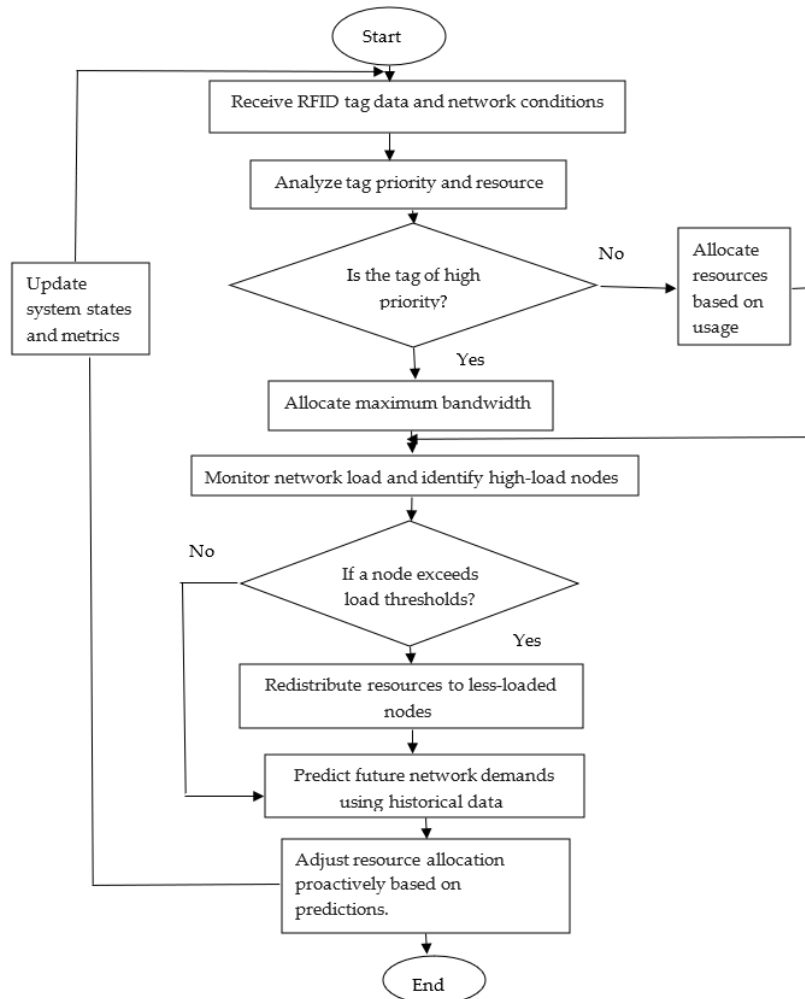 Start
Receive RFID tag data and network conditions
Analyze tag priority and resource
Is the tag of high
priority?
No
Allocate
resources
based on
usage
Update
system states
and metrics
Yes
Allocate maximum bandwidth
Monitor network load and identify high-load nodes
No
If a node exceeds
load thresholds?
Yes
Redistribute resources to less-loaded
nodes
Predict future network demands
using historical data
Adjust resource allocation
proactively based on
predictions.
End